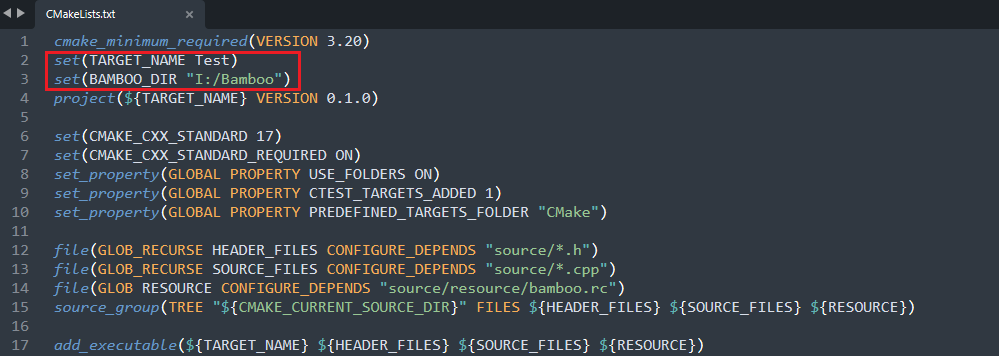 CMakeLists.txt
1 cmake_minimum_required(VERSION 3.20)
2 set(TARGET_NAME Test)
3 set(BAMBOO_DIR "I:/Bamboo")
4 project(${TARGET_NAME} VERSION 0.1.0)
5
6 set(CMAKE_CXX_STANDARD 17)
7 set(CMAKE_CXX_STANDARD_REQUIRED ON)
8 set_property(GLOBAL PROPERTY USE_FOLDERS ON)
9 set_property(GLOBAL PROPERTY CTEST_TARGETS_ADDED 1)
10 set_property(GLOBAL PROPERTY PREDEFINED_TARGETS_FOLDER "CMake")
11
12 file(GLOB_RECURSE HEADER_FILES CONFIGURE_DEPENDS "source/*.h")
13 file(GLOB_RECURSE SOURCE_FILES CONFIGURE_DEPENDS "source/*.cpp")
14 file(GLOB RESOURCE CONFIGURE_DEPENDS "source/resource/bamboo.rc")
15 source_group(TREE "${CMAKE_CURRENT_SOURCE_DIR}" FILES ${HEADER_FILES} ${SOURCE_FILES} ${RESOURCE})
16
17 add_executable(${TARGET_NAME} ${HEADER_FILES} ${SOURCE_FILES} ${RESOURCE})